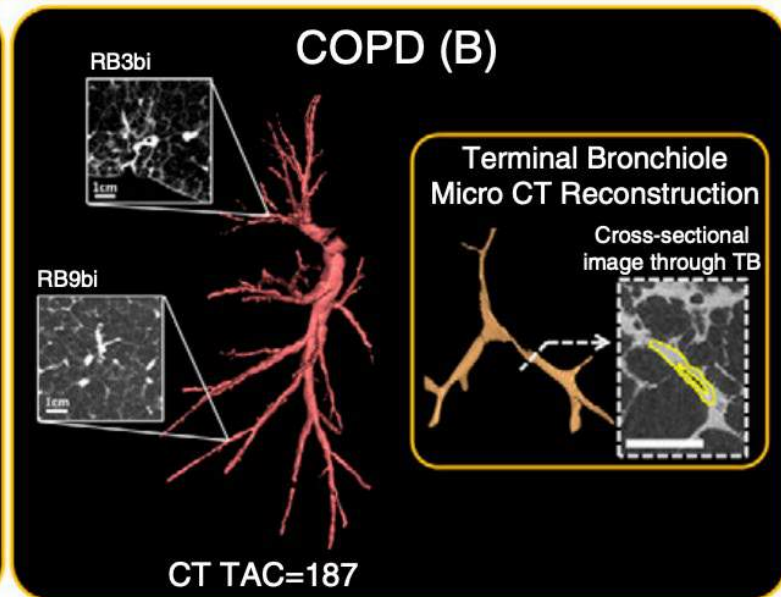 COPD (B)
RB3bi
1cm
RB9bi
1cm
Terminal Bronchiole
Micro CT Reconstruction
Cross-sectional
image through TB
CT TAC=187